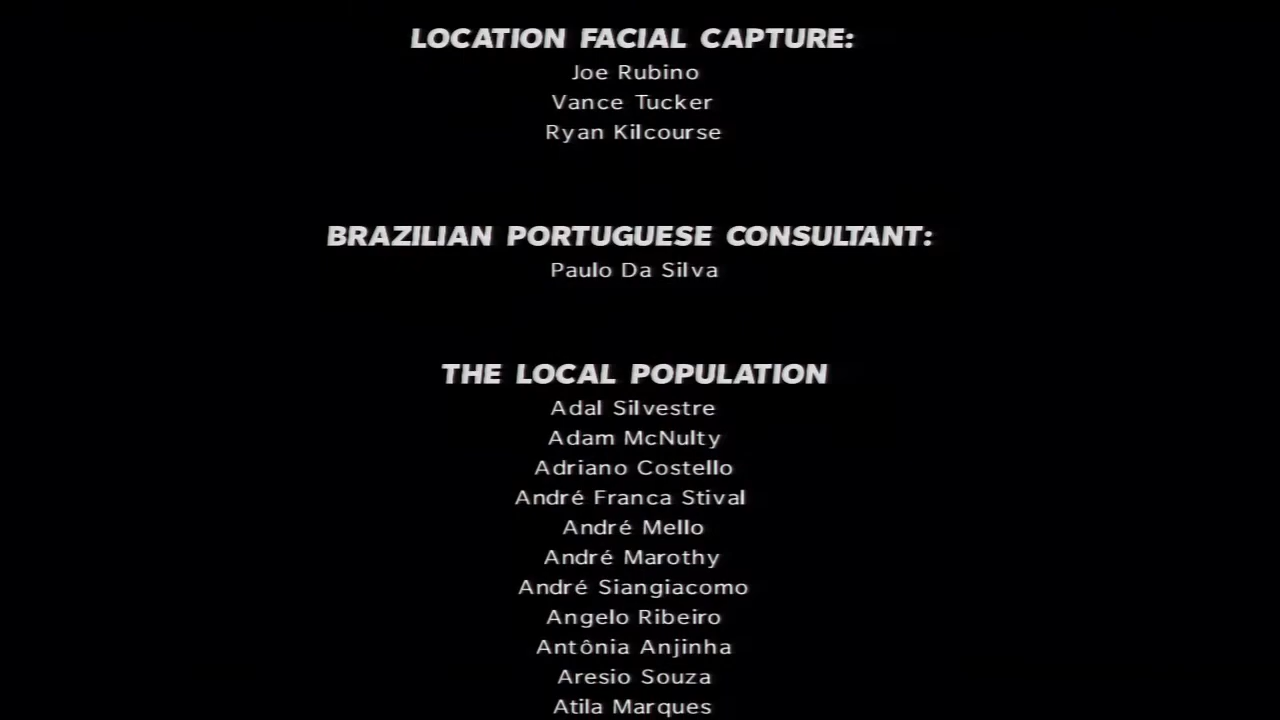 LOCATION FACIAL CAPTURE:
Joe Rubino
Vance Tucker
Ryan Kilcourse
BRAZILIAN PORTUGUESE CONSULTANT:
Paulo Da Silva
THE LOCAL POPULATION
Adal Silvestre
Adam McNulty
Adriano Costello
André Franca Stival
André Mello
André Marothy
André Siangiacomo
Angelo Ribeiro
Antônia Anjinha
Aresio Souza
Atila Marques